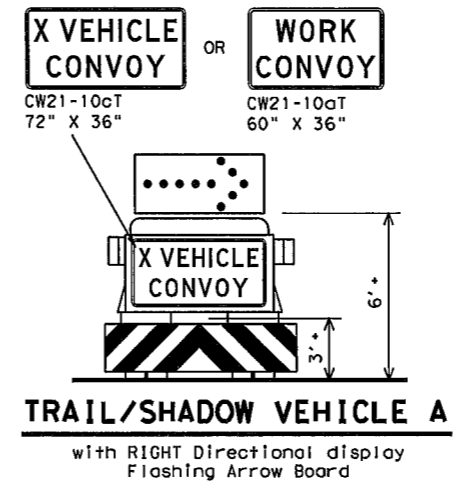 X VEHICLE
CONVOY
OR
WORK
CONVOY
CW21-10cT
72" X 36"
CW21-10aT
60" X 36"
X VEHICLE
CONVOY
6'+
3'+
TRAIL/SHADOW VEHICLE A
with RIGHT Directional display
Flashing Arrow Board